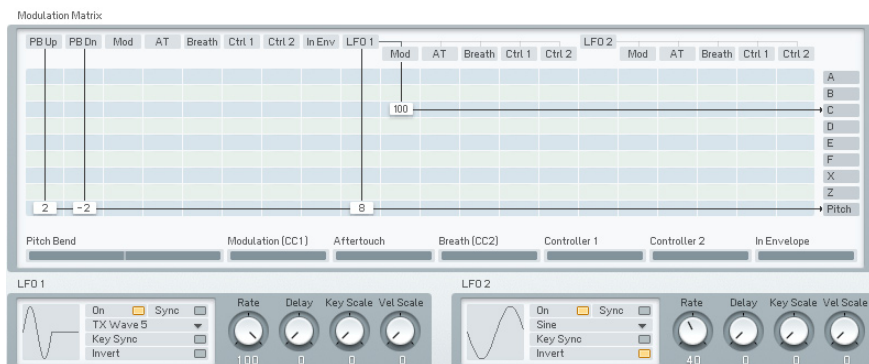 Modulation Matrix
PB Up PB Dn Mod AT Breath Ctrl 1 Ctrl 2 In Env LFO 1 LFO 2
Mod AT Breath Ctrl 1 Ctrl 2 Mod AT Breath Ctrl 1 Ctrl 2
A
B
100 C
D
E
F
X
Z
2 -2 8 Pitch
Pitch Bend Modulation (CC1) Aftertouch Breath (CC2) Controller 1 Controller 2 In Envelope
LFO 1 LFO 2
On Sync Rate Delay Key Scale Vel Scale On Sync Rate Delay Key Scale Vel Scale
TX Wave 5 Sine
Key Sync Key Sync
Invert 100 0 0 0 Invert 40 0 0 0